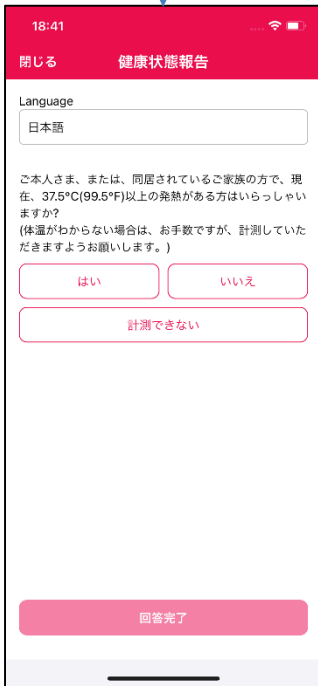 18:41
閉じる 健康状態報告
Language
日本語
ご本人さま、または、同居されているご家族の方で、現
在、37.5°C(99.5°F)以上の発熱がある方はいらっしゃい
ますか?
(体温がわからない場合は、お手数ですが、計測していた
だきますようお願いします。)
はい いいえ
計測できない
回答完了